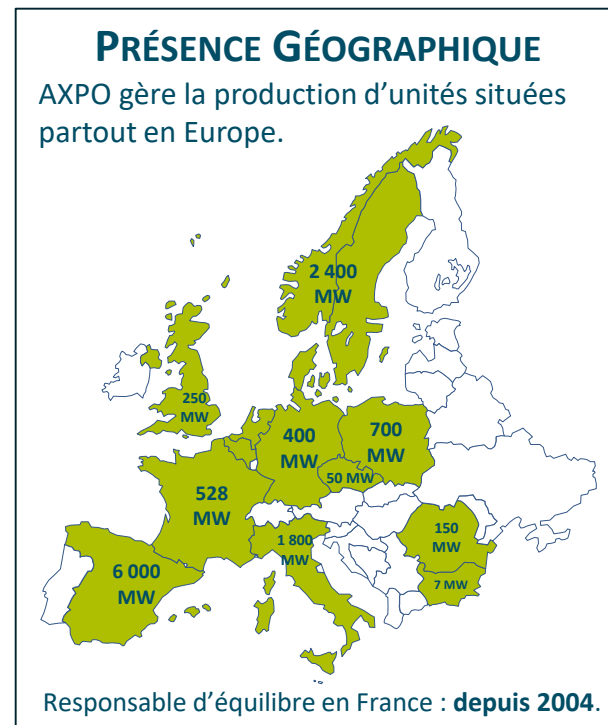 PRÉSENCE GÉOGRAPHIQUE
AXPO gère la production d’unités situées
partout en Europe.
2 400
MW
250
MW
400
MW
700
MW
50 MW
528
MW
1 800
MW
150
MW
6 000
MW
7 MW
Responsable d’équilibre en France : depuis 2004.